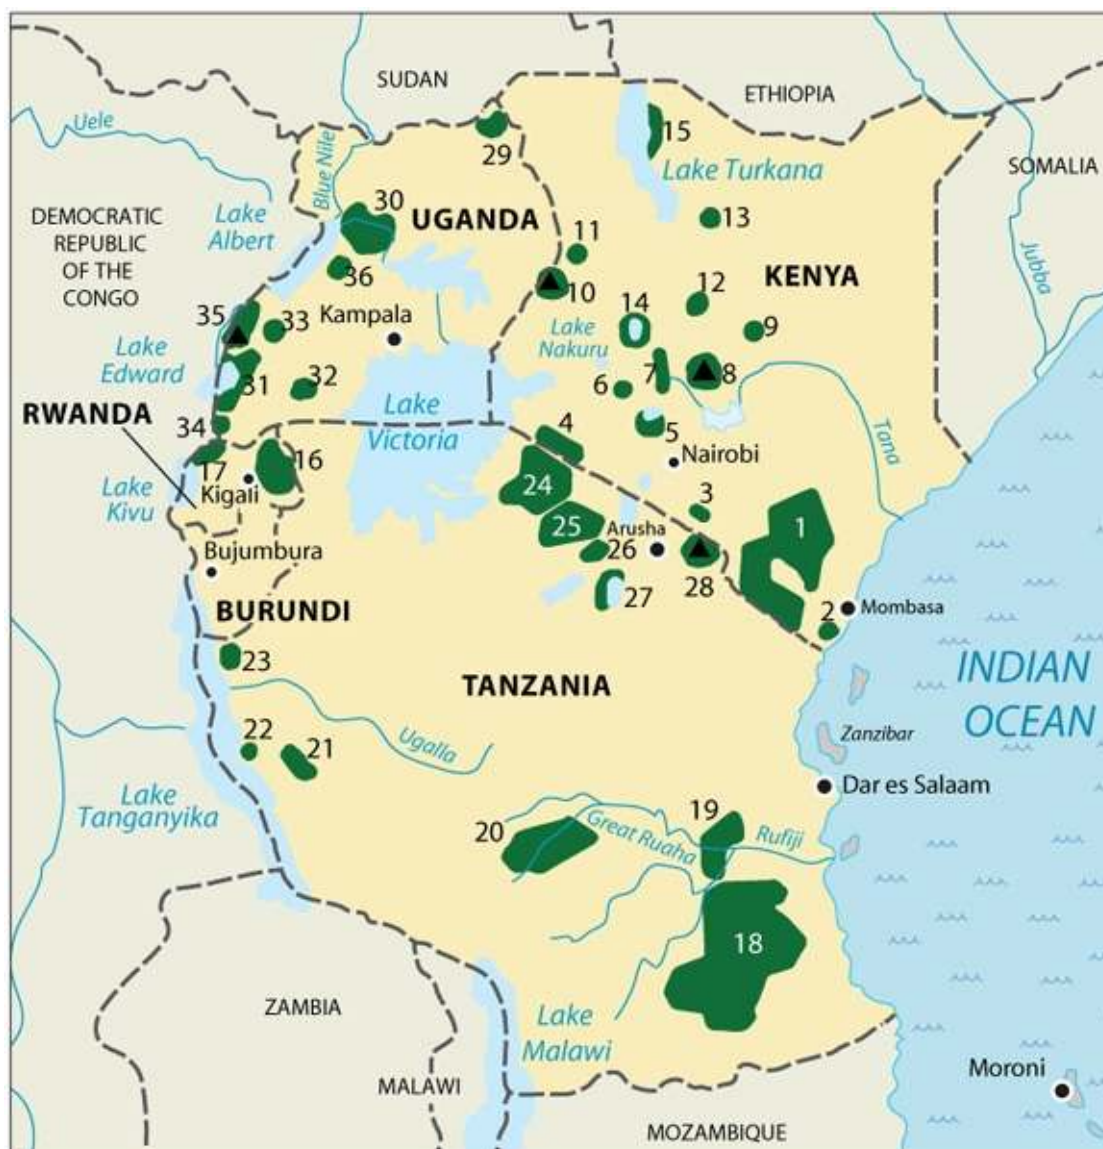 SUDAN
ETHIOPIA
SOMALIA
Uele
Blue Nile
29
15
Lake Turkana
Jubba
DEMOCRATIC
REPUBLIC
OF THE
CONGO
Lake
Albert
30
UGANDA
13
11
36
10
KENYA
12
14
35
33
Kampala
Lake
Nakuru
9
Lake
Edward
31
32
6
7
8
RWANDA
34
Lake
Victoria
4
5
Tana
Nairobi
17
16
Kigali
Lake
Kivu
24
3
1
25
Arusha
26
Bujumbura
27
28
2
Mombasa
BURUNDI
23
TANZANIA
INDIAN
OCEAN
22
21
Ugalla
Zanzibar
Lake
Tanganyika
Dar es Salaam
20
Great Ruaha
19
Rufiji
18
ZAMBIA
Lake
Malawi
MALAWI
Moroni
MOZAMBIQUE